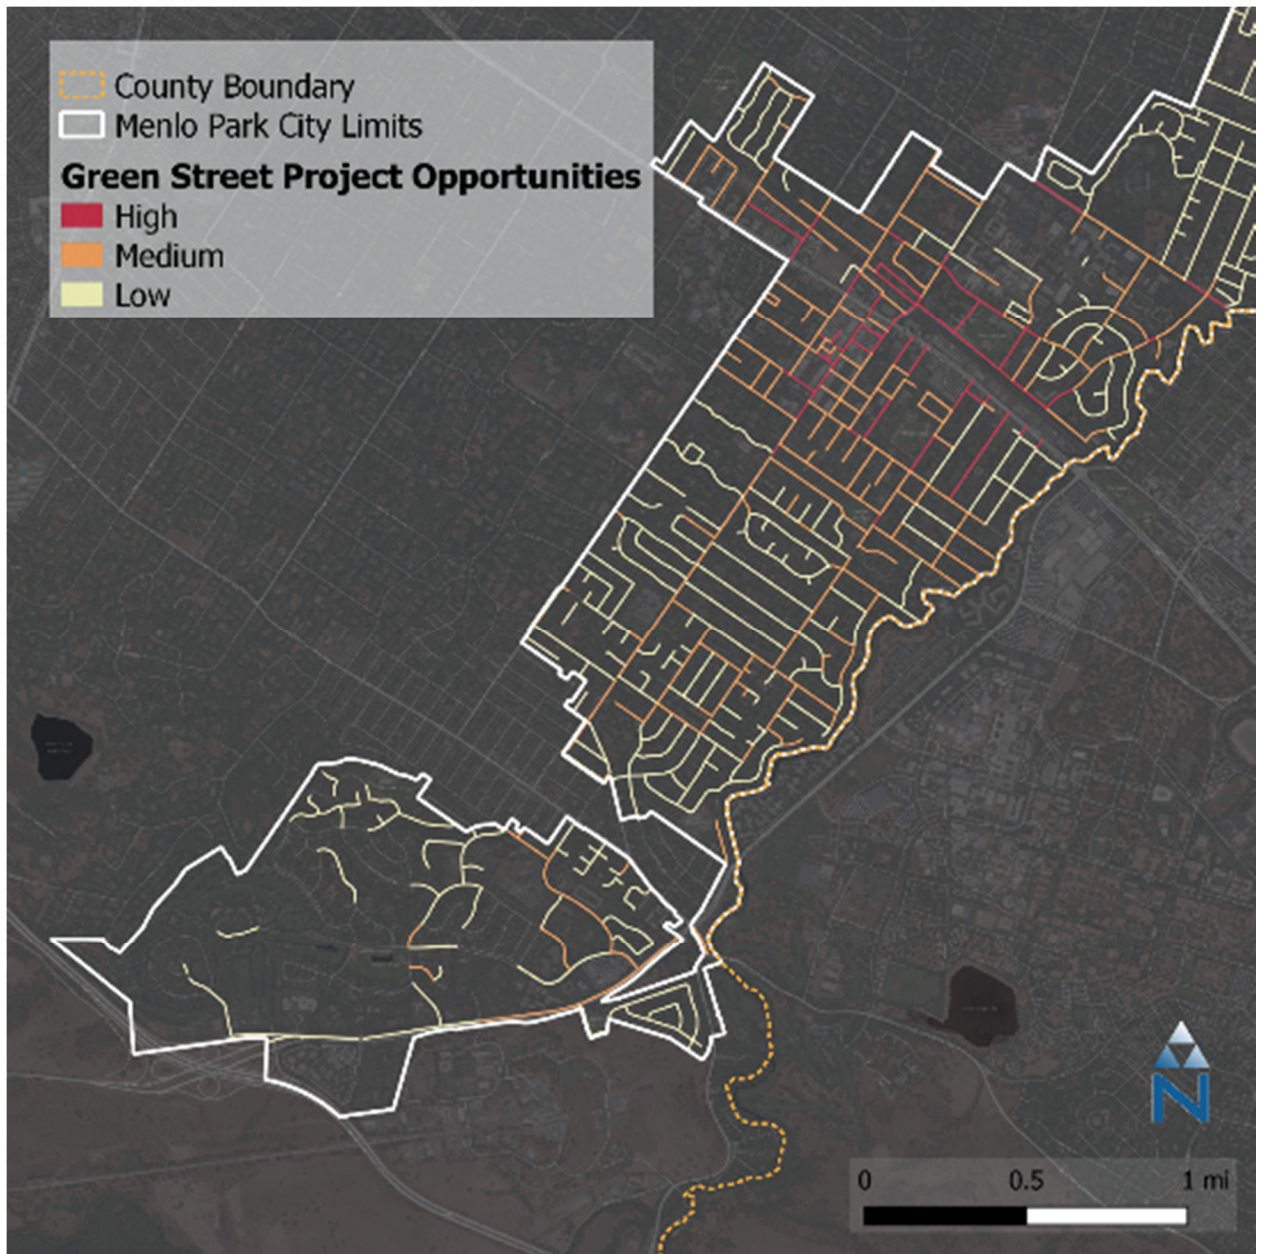 County Boundary
Menlo Park City Limits
Green Street Project Opportunities
High
Medium
Low
N
0 0.5 1 mi